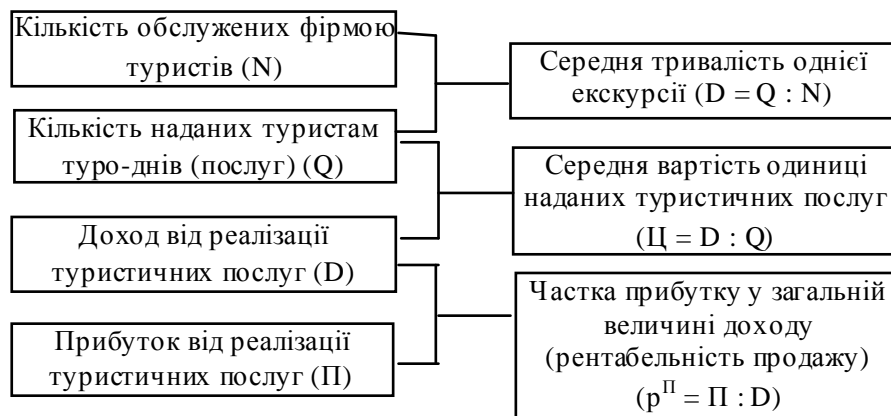 Кількість обслужених фірмою
туристів (N)
Кількість наданих туристам
туро-днів (послуг) (Q)
Доход від реалізації
туристичних послуг (D)
Прибуток від реалізації
туристичних послуг (П)
Середня тривалість однієї
екскурсії (D = Q : N)
Середня вартість одиниці
наданих туристичних послуг
(Ц = D : Q)
Частка прибутку у загальній
величині доходу
(рентабельність продажу)
(p^П = П : D)